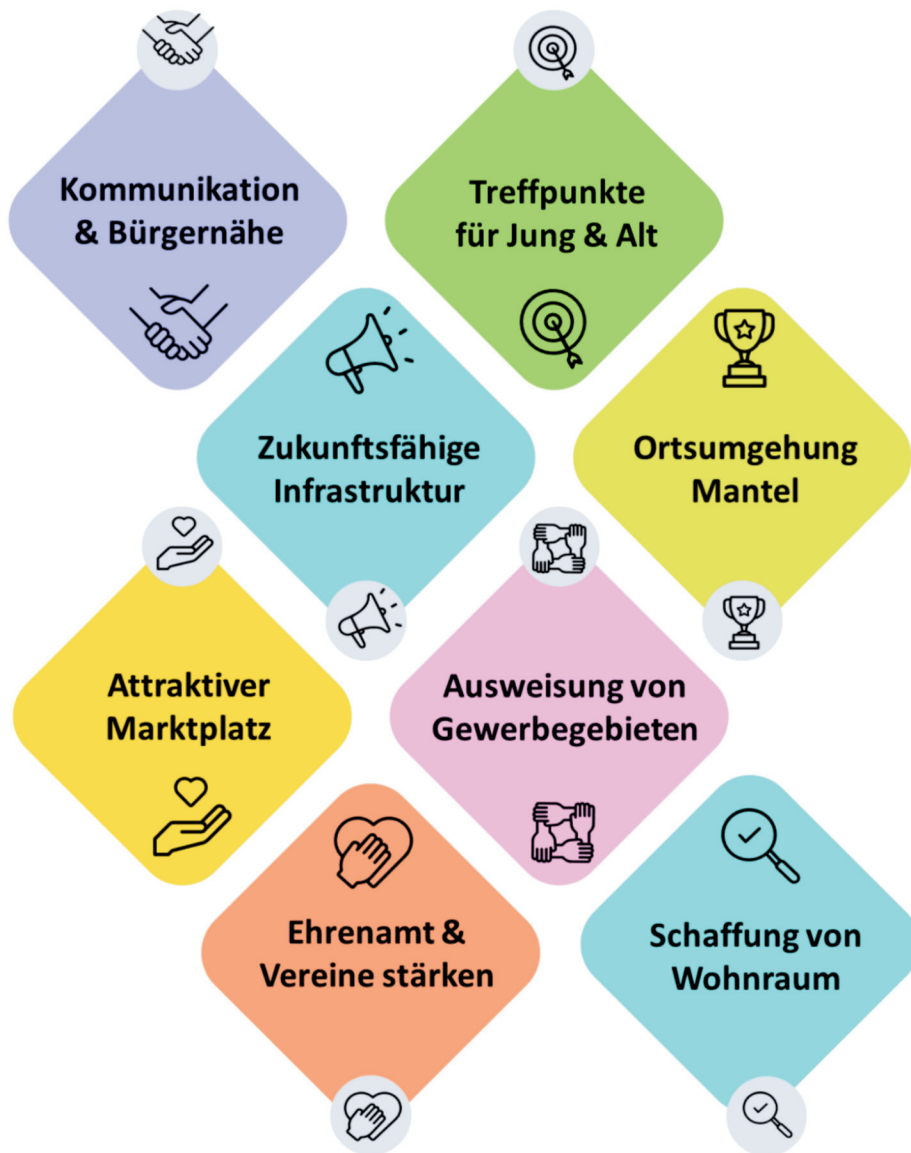 Kommunikation
& Bürgernähe
Treffpunkte
für Jung & Alt
Zukunftsfähige
Infrastruktur
Ortsumgehung
Mantel
Attraktiver
Marktplatz
Ausweisung von
Gewerbegebieten
Ehrenamt &
Vereine stärken
Schaffung von
Wohnraum